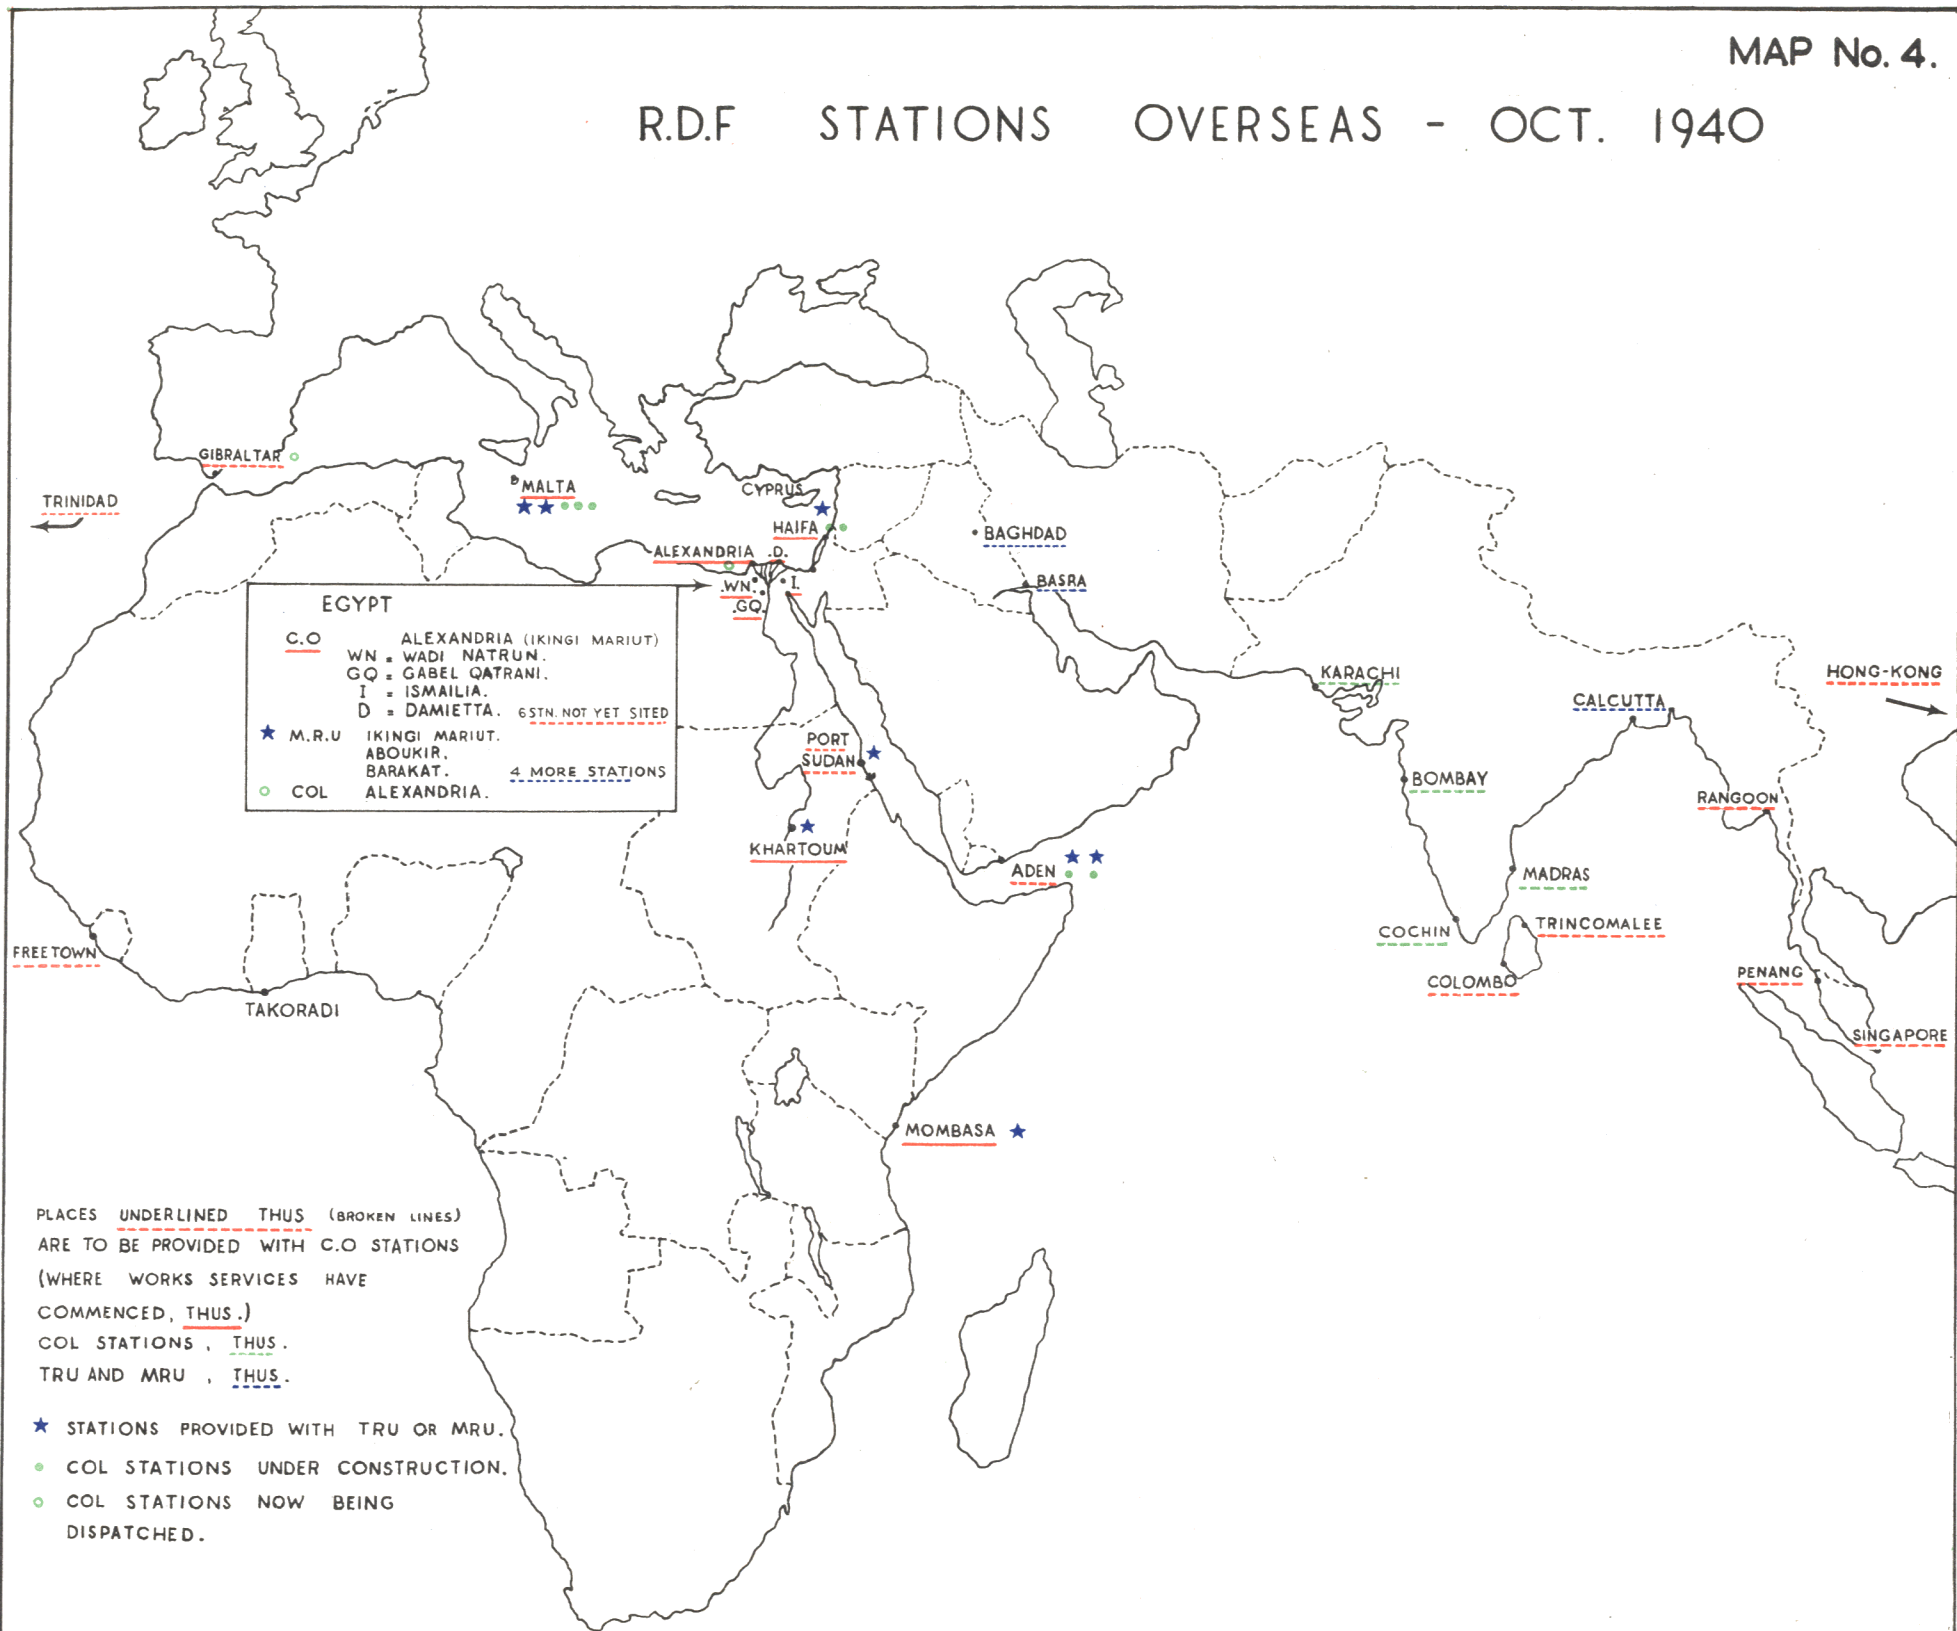 MAP No. 4.
R.D.F STATIONS OVERSEAS - OCT. 1940
GIBRALTAR
TRINIDAD
MALTA
CYPRUS
HAIFA
ALEXANDRIA .D.
.WN.
I.
.GQ.
BAGHDAD
BASRA
EGYPT
C.O ALEXANDRIA (IKINGI MARIUT)
WN = WADI NATRUN.
GQ = GABEL QATRANI.
I = ISMAILIA.
D = DAMIETTA. 6 STN. NOT YET SITED
M.R.U IKINGI MARIUT.
ABOUKIR.
BARAKAT. 4 MORE STATIONS
COL ALEXANDRIA.
KARACHI
HONG-KONG
CALCUTTA
PORT
SUDAN
BOMBAY
RANGOON
KHARTOUM
ADEN
MADRAS
COCHIN
TRINCOMALEE
COLOMBO
PENANG
SINGAPORE
FREETOWN
TAKORADI
MOMBASA
PLACES UNDERLINED THUS (BROKEN LINES)
ARE TO BE PROVIDED WITH C.O STATIONS
(WHERE WORKS SERVICES HAVE
COMMENCED, THUS.)
COL STATIONS, THUS.
TRU AND MRU, THUS.
STATIONS PROVIDED WITH TRU OR MRU.
COL STATIONS UNDER CONSTRUCTION.
COL STATIONS NOW BEING
DISPATCHED.